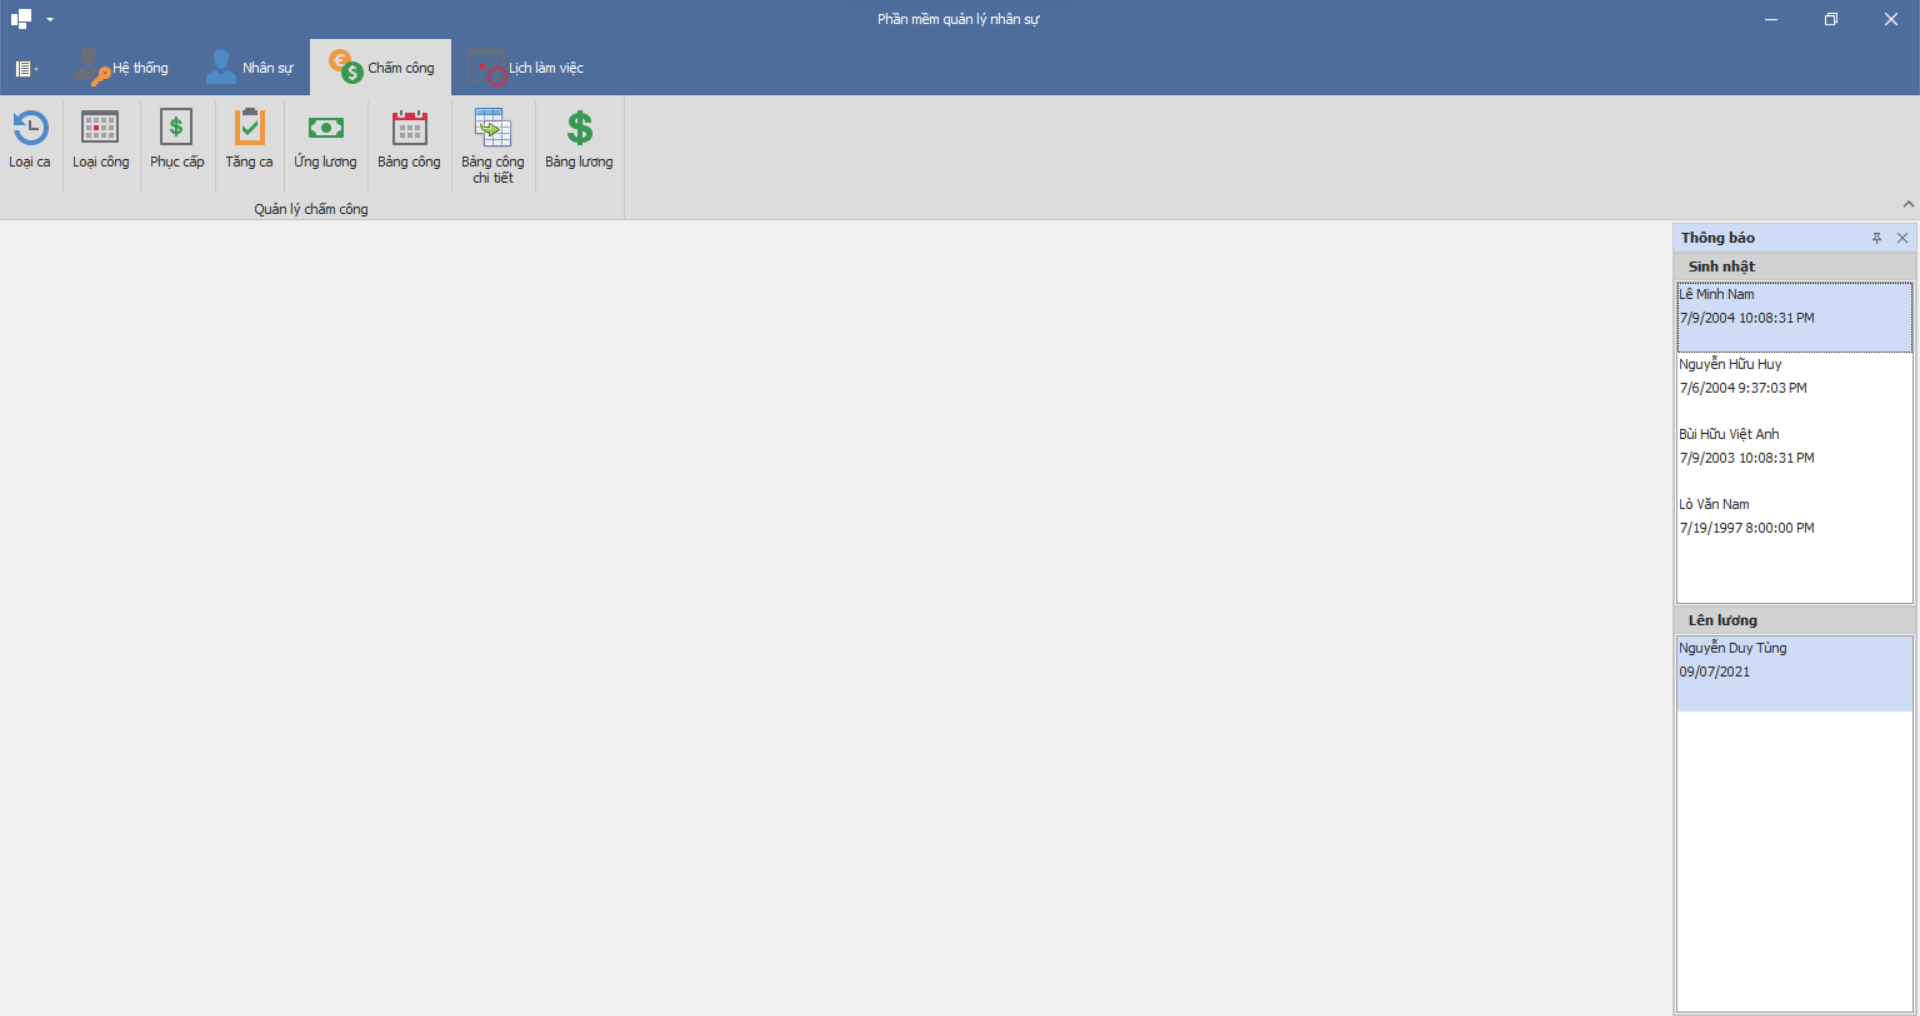 Phần mềm quản lý nhân sự
Hệ thống
Nhân sự
Chấm công
Lịch làm việc
Loại ca
Loại công
Phục cấp
Tăng ca
Ứng lương
Bảng công
Bảng công
chi tiết
Bảng lương
Quản lý chấm công
Thông báo
Sinh nhật
Lê Minh Nam
7/9/2004 10:08:31 PM
Nguyễn Hữu Huy
7/6/2004 9:37:03 PM
Bùi Hữu Việt Anh
7/9/2003 10:08:31 PM
Lò Văn Nam
7/19/1997 8:00:00 PM
Lên lương
Nguyễn Duy Tùng
09/07/2021